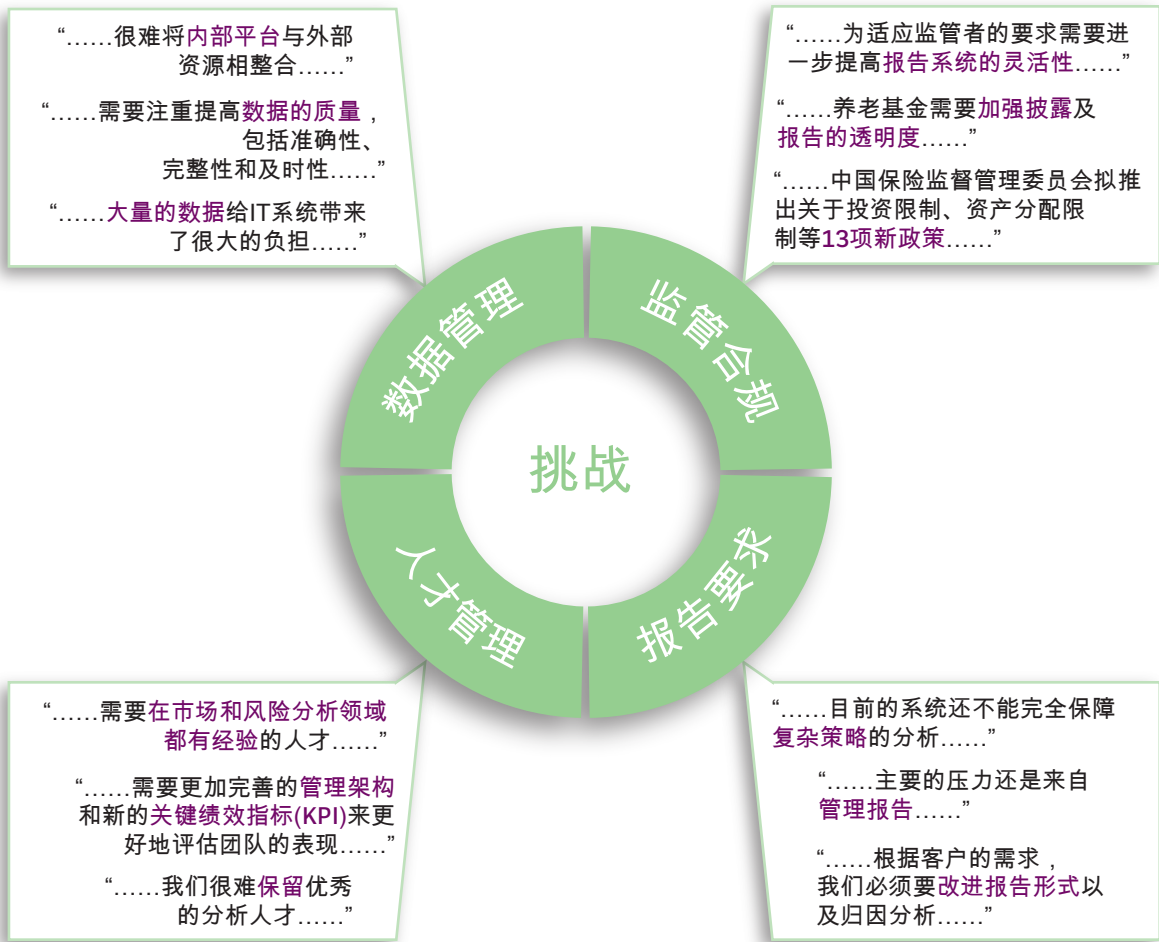 “……很难将内部平台与外部
资源相整合……”
“……需要注重提高数据的质量，
包括准确性、
完整性和及时性……”
“……大量的数据给IT系统带来
了很大的负担……”
“……为适应监管者的要求需要进
一步提高报告系统的灵活性……”
“……养老基金需要加强披露及
报告的透明度……”
“……中国保险监督管理委员会拟推
出关于投资限制、资产分配限
制等13项新政策……”
数据管理
监管合规
挑战
人才管理
报告要求
“……需要在市场和风险分析领域
都有经验的人才……”
“……需要更加完善的管理架构
和新的关键绩效指标(KPI)来更
好地评估团队的表现……”
“……我们很难保留优秀
的分析人才……”
“……目前的系统还不能完全保障
复杂策略的分析……”
“……主要的压力还是来自
管理报告……”
“……根据客户的需求，
我们必须要改进报告形式以
及归因分析……”